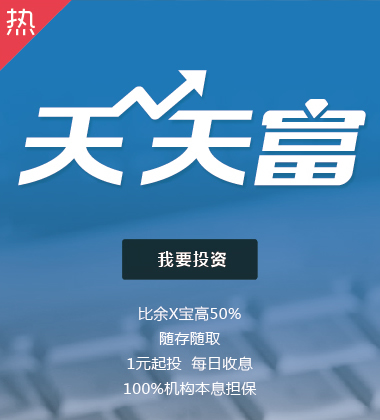 热
天天富
我要投资
比余X宝高50%
随存随取
1元起投 每日收息
100%机构本息担保